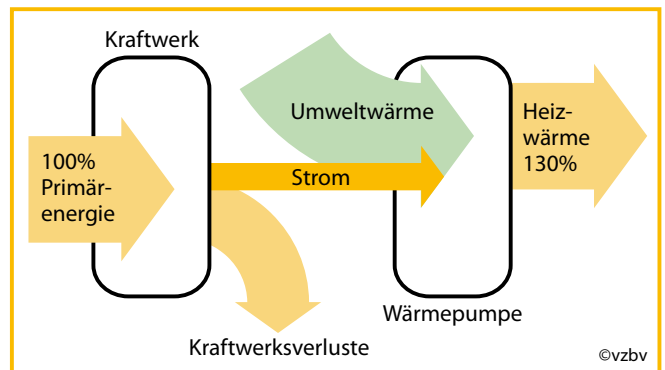 Kraftwerk
100%
Primär-
energie
Umweltwärme
Strom
Heiz-
wärme
130%
Wärmepumpe
Kraftwerksverluste
©vzbv